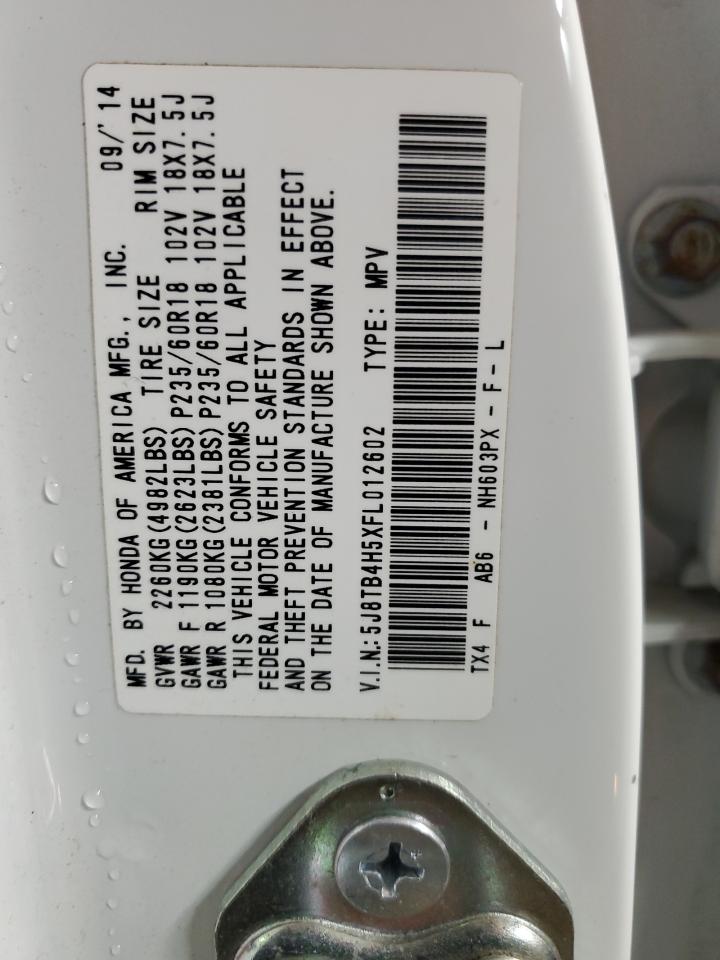 MFD. BY HONDA OF AMERICA MFG., INC. 09/'14
GVWR 2260KG(4982LBS) TIRE SIZE RIM SIZE
GAWR F 1190KG(2623LBS)P235/60R18 102V 18X7.5J
GAWR R 1080KG(2381LBS)P235/60R18 102V 18X7.5J
THIS VEHICLE CONFORMS TO ALL APPLICABLE
FEDERAL MOTOR VEHICLE SAFETY
AND THEFT PREVENTION STANDARDS IN EFFECT
ON THE DATE OF MANUFACTURE SHOWN ABOVE.
V.I.N.: 5J8TB4H5XFL012602 TYPE: MPV
TX4 F AB6 - NH603PX - F - L